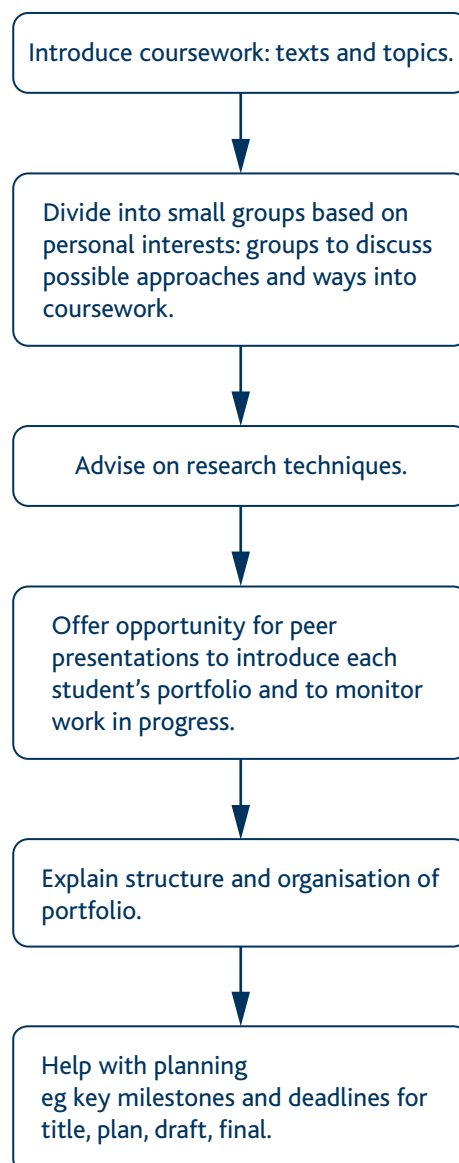 Introduce coursework: texts and topics.
Divide into small groups based on
personal interests: groups to discuss
possible approaches and ways into
coursework.
Advise on research techniques.
Offer opportunity for peer
presentations to introduce each
student’s portfolio and to monitor
work in progress.
Explain structure and organisation of
portfolio.
Help with planning
eg key milestones and deadlines for
title, plan, draft, final.